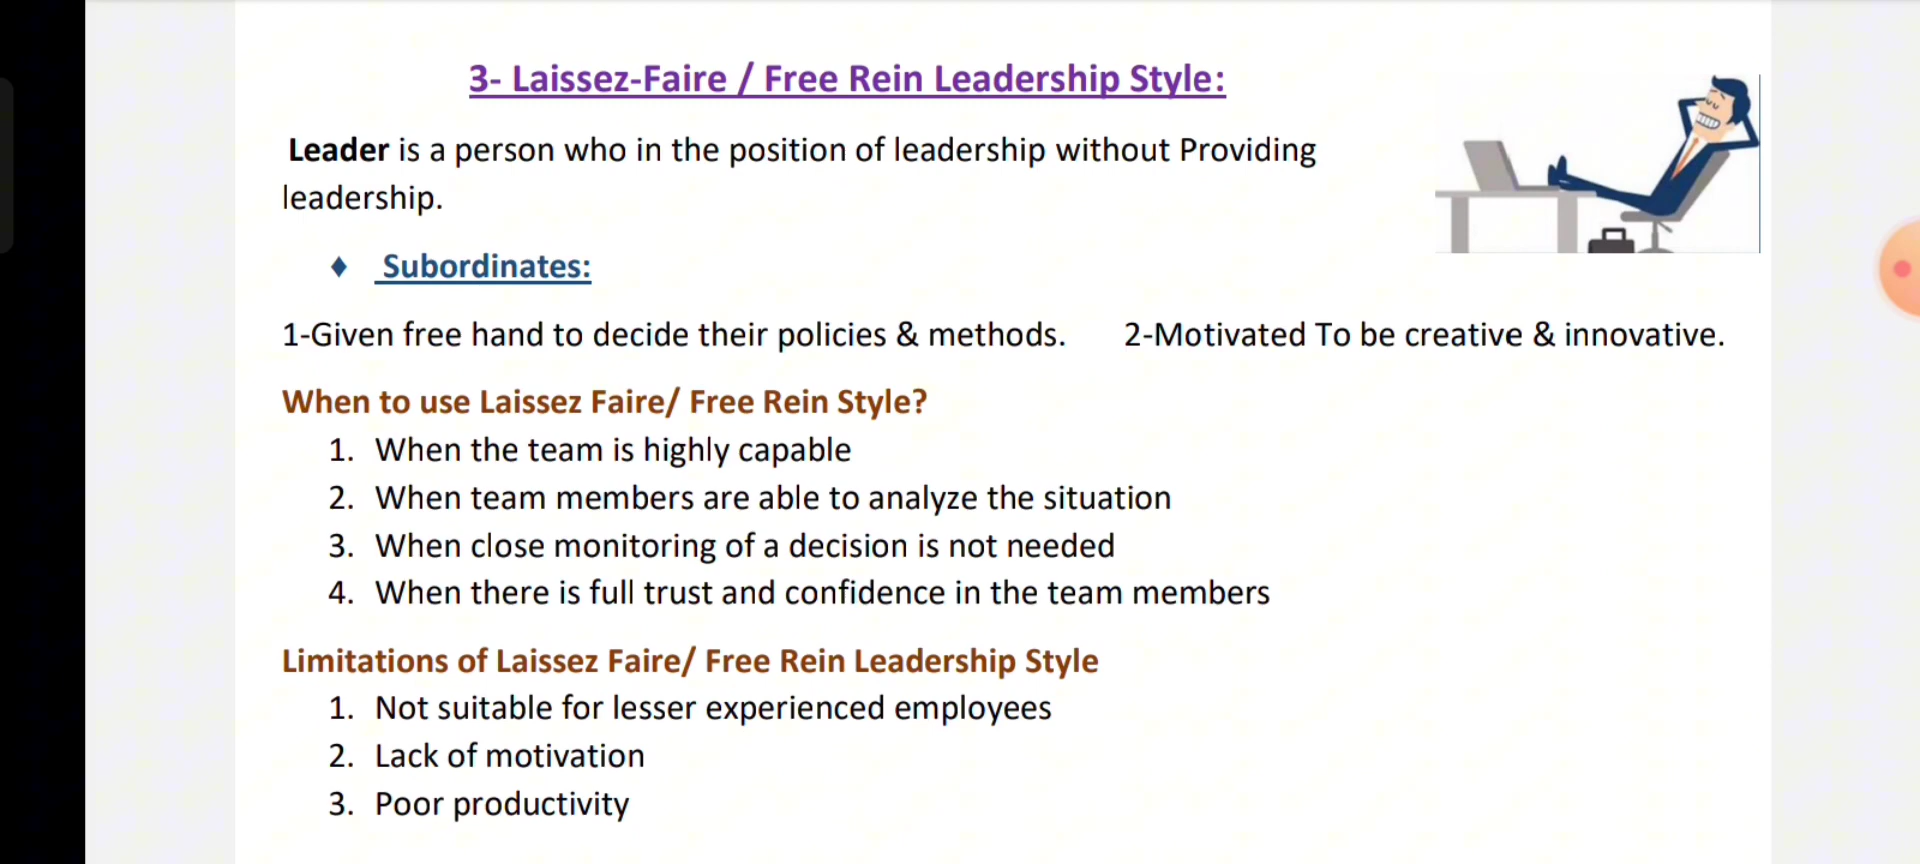 3- Laissez-Faire / Free Rein Leadership Style:
Leader is a person who in the position of leadership without Providing
leadership.
♦ Subordinates:
1-Given free hand to decide their policies & methods. 2-Motivated To be creative & innovative.
When to use Laissez Faire/ Free Rein Style?
1. When the team is highly capable
2. When team members are able to analyze the situation
3. When close monitoring of a decision is not needed
4. When there is full trust and confidence in the team members
Limitations of Laissez Faire/ Free Rein Leadership Style
1. Not suitable for lesser experienced employees
2. Lack of motivation
3. Poor productivity